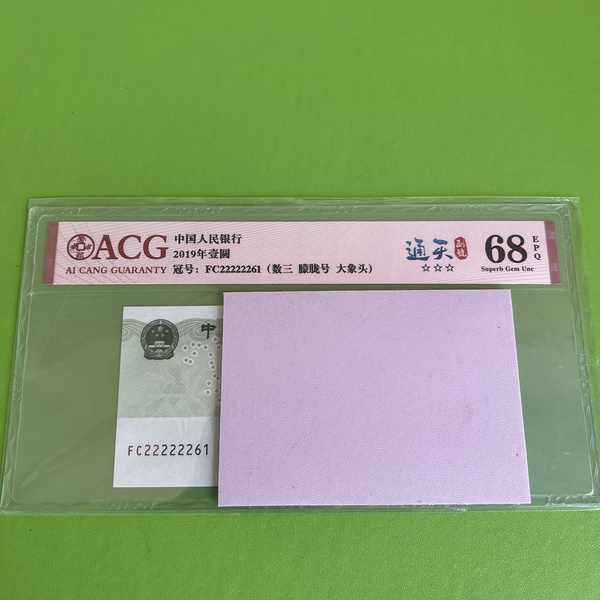 ACG
AI CANG GUARANTY
中国人民银行
2019年壹圆
冠号：FC22222261（数三 朦胧号 大象头）
通天
☆☆☆
68
EPQ
Superb Gem Unc
中
FC22222261